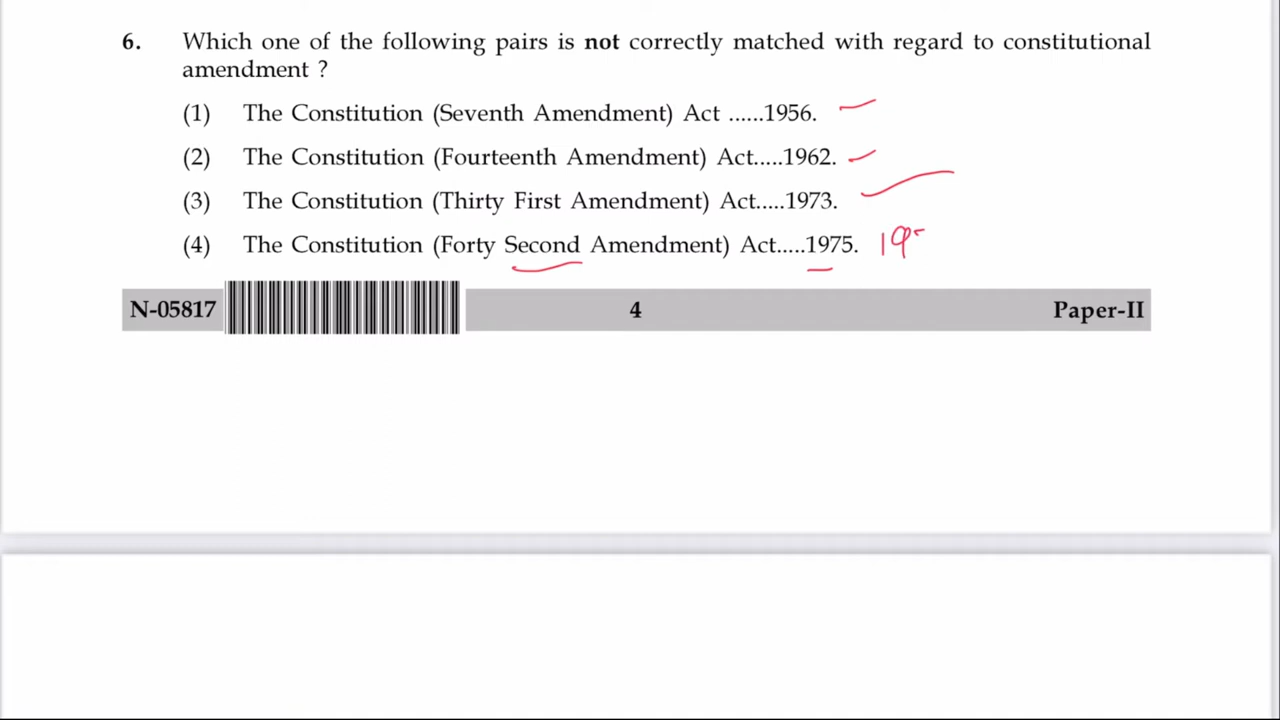 6. Which one of the following pairs is not correctly matched with regard to constitutional
amendment ?
(1) The Constitution (Seventh Amendment) Act ......1956.
(2) The Constitution (Fourteenth Amendment) Act.....1962.
(3) The Constitution (Thirty First Amendment) Act.....1973.
(4) The Constitution (Forty Second Amendment) Act.....1975. 19
N-05817 4 Paper-II